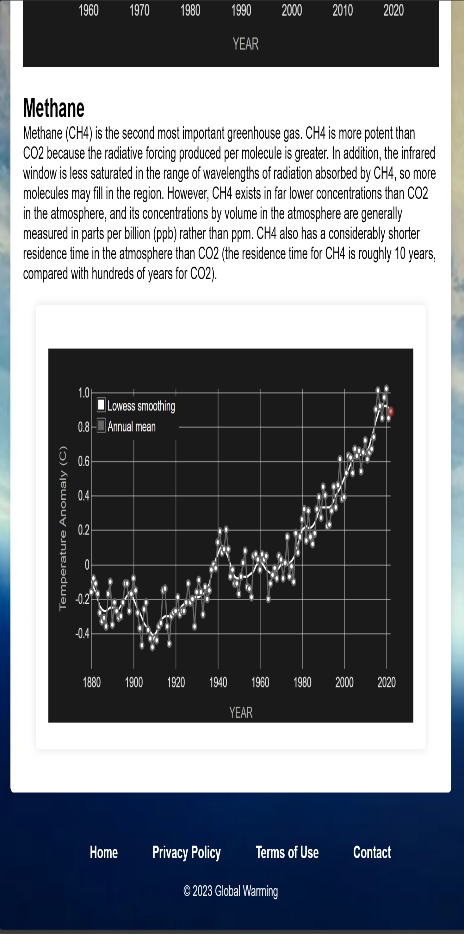 1960 1970 1980 1990 2000 2010 2020
YEAR
Methane
Methane (CH4) is the second most important greenhouse gas. CH4 is more potent than
CO2 because the radiative forcing produced per molecule is greater. In addition, the infrared
window is less saturated in the range of wavelengths of radiation absorbed by CH4, so more
molecules may fill in the region. However, CH4 exists in far lower concentrations than CO2
in the atmosphere, and its concentrations by volume in the atmosphere are generally
measured in parts per billion (ppb) rather than ppm. CH4 also has a considerably shorter
residence time in the atmosphere than CO2 (the residence time for CH4 is roughly 10 years,
compared with hundreds of years for CO2).
Temperature Anomaly (C)
1.0
Lowess smoothing
0.8
Annual mean
0.6
0.4
0.2
0
-0.2
-0.4
1880 1900 1920 1940 1960 1980 2000 2020
YEAR
Home Privacy Policy Terms of Use Contact
© 2023 Global Warming